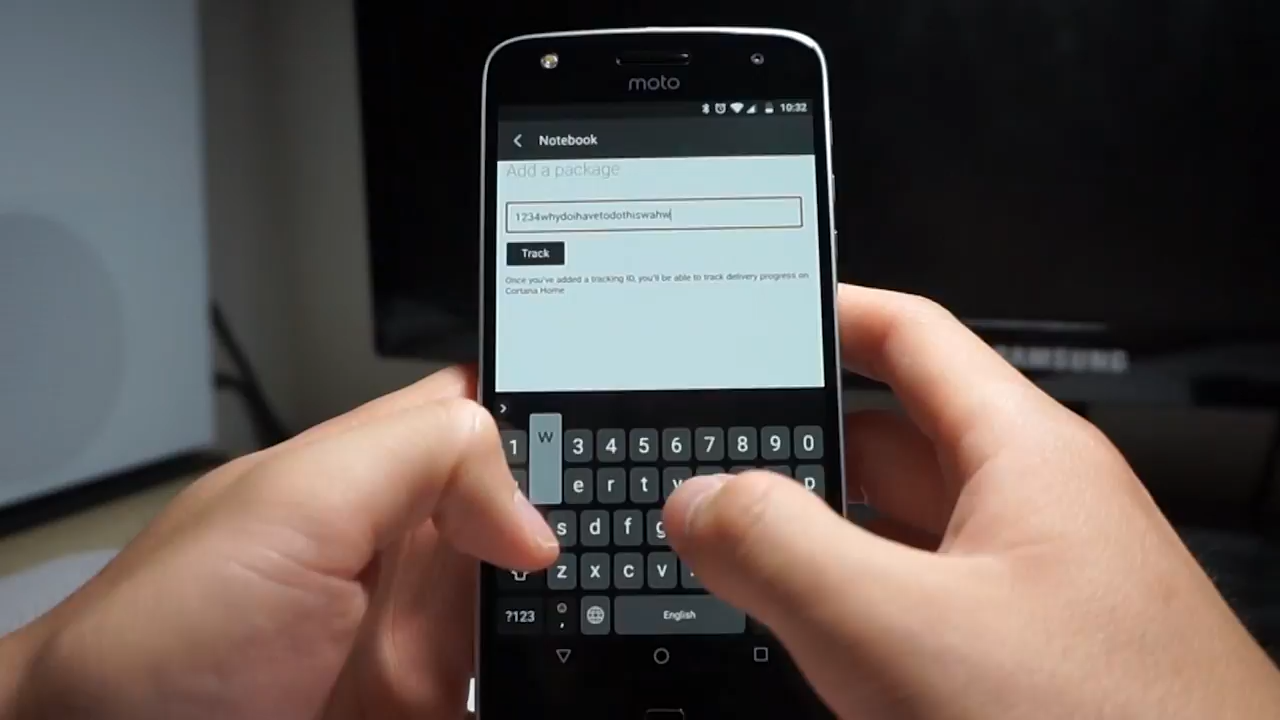 moto
10:32
Notebook
Add a package
1234whydoihavetodothiswahw
Track
Once you've added a tracking ID, you'll be able to track delivery progress on
Cortana Home
SAMSUNG
1 W 3 4 5 6 7 8 9 0
e r t y p
s d f g
z x c v
?123 , English